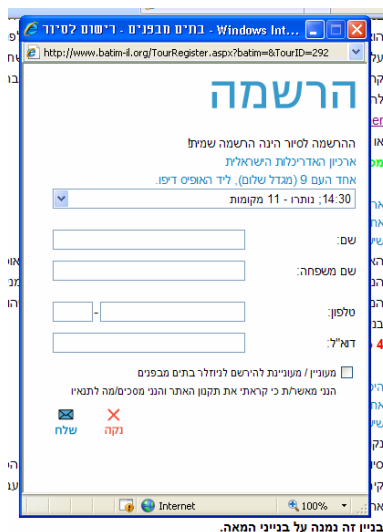 בתים מבפנים - רישום לסיור - Windows Int...
http://www.batim-il.org/TourRegister.aspx?batim=&TourID=292
הרשמה
ההרשמה לסיור הינה הרשמה שמית!
ארכיון האדריכלות הישראלית
אחד העם 9 (מגדל שלום), ליד האופיס דיפו.
14:30; נותרו - 11 מקומות
שם:
שם משפחה:
טלפון:
-
דוא"ל:
מעוניין / מעוניינת להירשם לניוזלר בתים מבפנים
הנני מאשר/ת כי קראתי את תקנון האתר והנני מסכים/מה לתנאיו
נקה
שלח
Internet
100%
בניין זה נמנה על בנייני המאה.